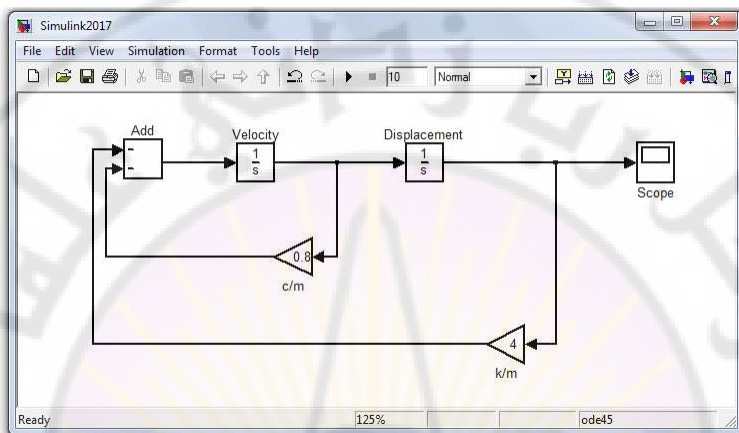 Simulink2017
File Edit View Simulation Format Tools Help
10 Normal
Add
Velocity
Displacement
-
-
1
s
1
s
Scope
0.8
c/m
4
k/m
Ready 125% ode45